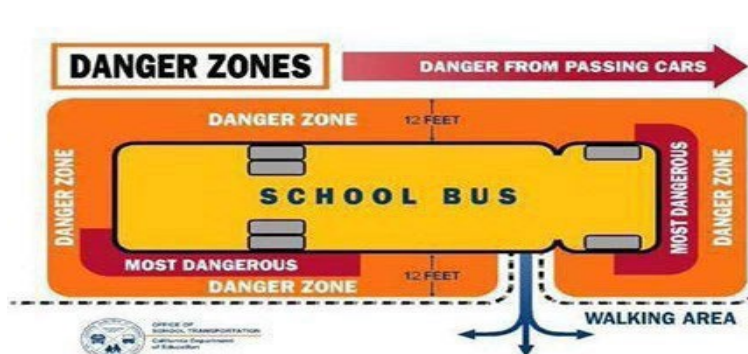 DANGER ZONES
DANGER FROM PASSING CARS
DANGER ZONE
12 FEET
DANGER ZONE
SCHOOL BUS
MOST DANGEROUS
DANGER ZONE
MOST DANGEROUS
12 FEET
DANGER ZONE
WALKING AREA
OFFICE OF
SCHOOL TRANSPORTATION
California Department
of Education